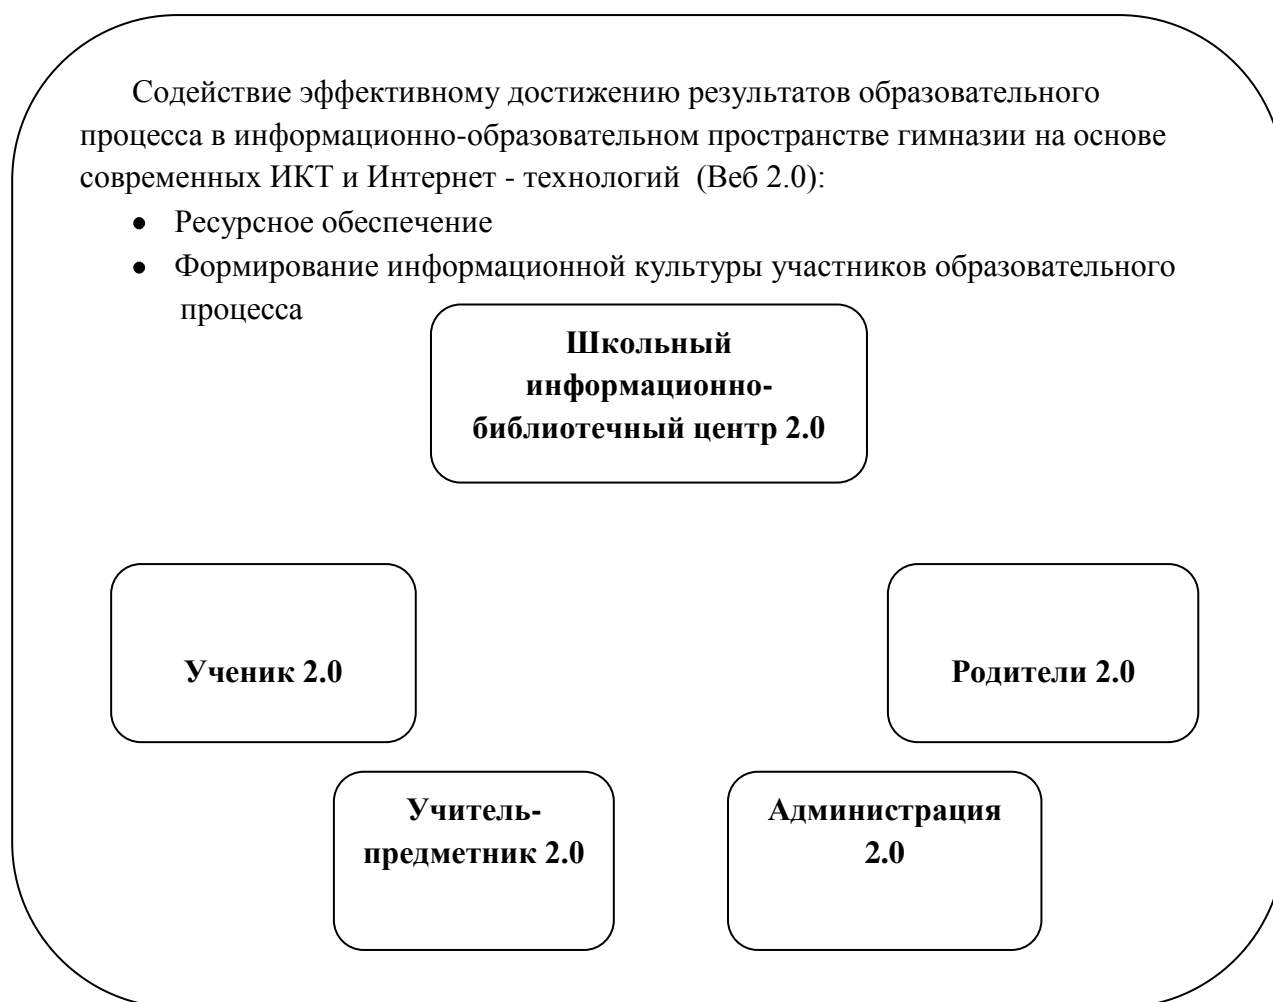 Содействие эффективному достижению результатов образовательного
процесса в информационно-образовательном пространстве гимназии на основе
современных ИКТ и Интернет - технологий  (Веб 2.0):
• Ресурсное обеспечение
• Формирование информационной культуры участников образовательного
процесса
Школьный
информационно-
библиотечный центр 2.0
Ученик 2.0
Родители 2.0
Учитель-
предметник 2.0
Администрация
2.0